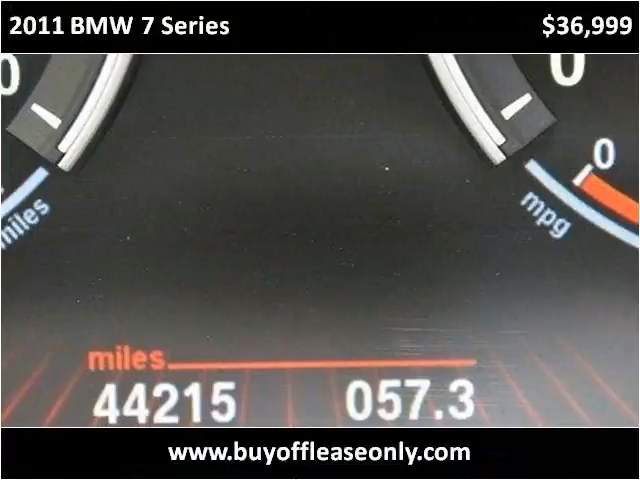 2011 BMW 7 Series $36,999
0 0
0
miles mpg
miles
44215 057.3
www.buyoffleaseonly.com